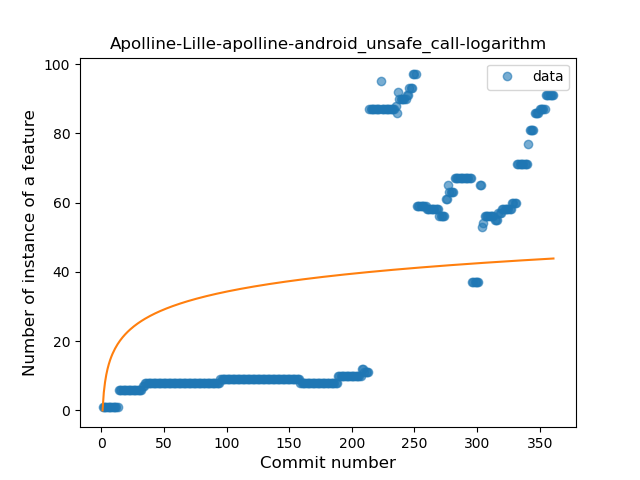 Apolline-Lille-apolline-android_unsafe_call-logarithm
data
Number of instance of a feature
100
80
60
40
20
0
0 50 100 150 200 250 300 350
Commit number